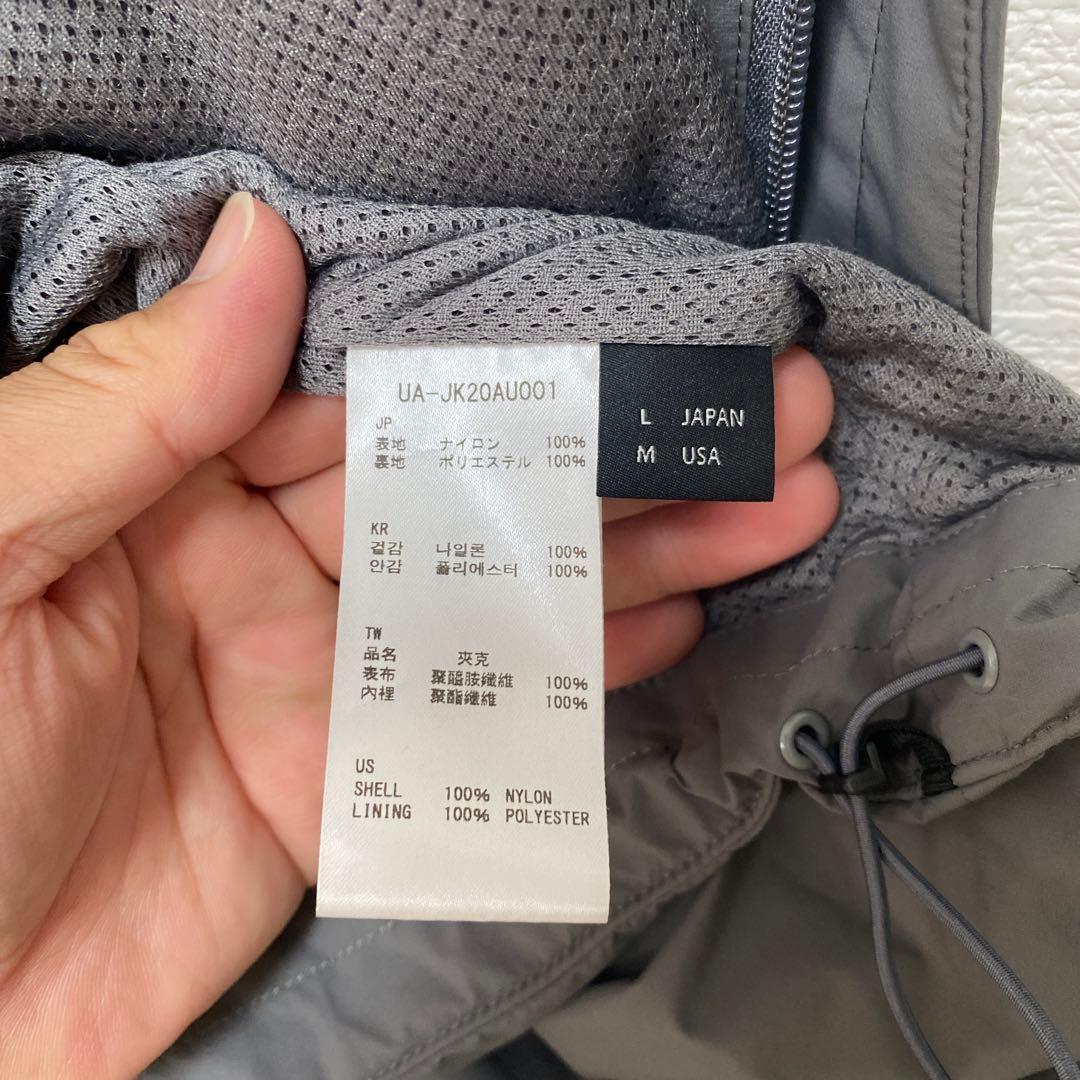 UA-JK20AU001
JP
表地 ナイロン 100%
裏地 ポリエステル 100%
KR
겉감 나일론 100%
안감 폴리에스터 100%
TW
品名 夾克
表布 聚醯胺纖維 100%
內裡 聚酯纖維 100%
US
SHELL 100% NYLON
LINING 100% POLYESTER
L JAPAN
M USA